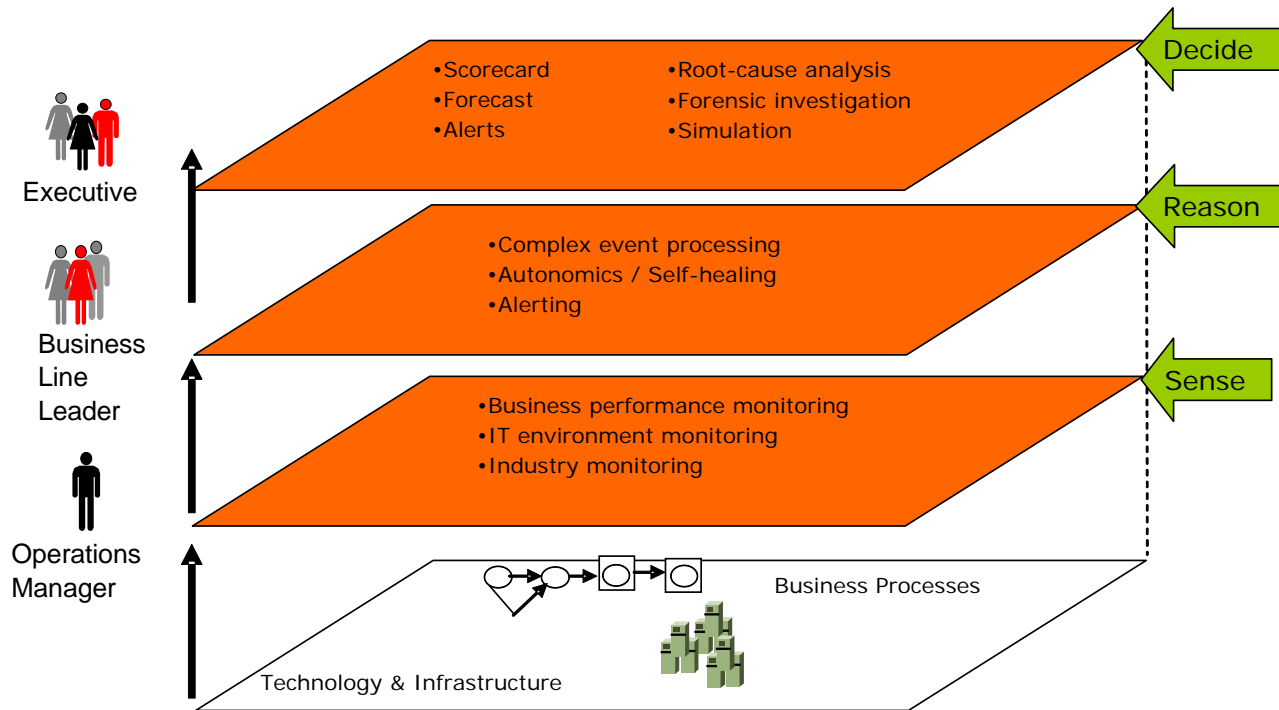 Decide
•Scorecard
•Forecast
•Alerts
•Root-cause analysis
•Forensic investigation
•Simulation
Executive
Reason
•Complex event processing
•Autonomics / Self-healing
•Alerting
Business
Line
Leader
Sense
•Business performance monitoring
•IT environment monitoring
•Industry monitoring
Operations
Manager
Business Processes
Technology & Infrastructure